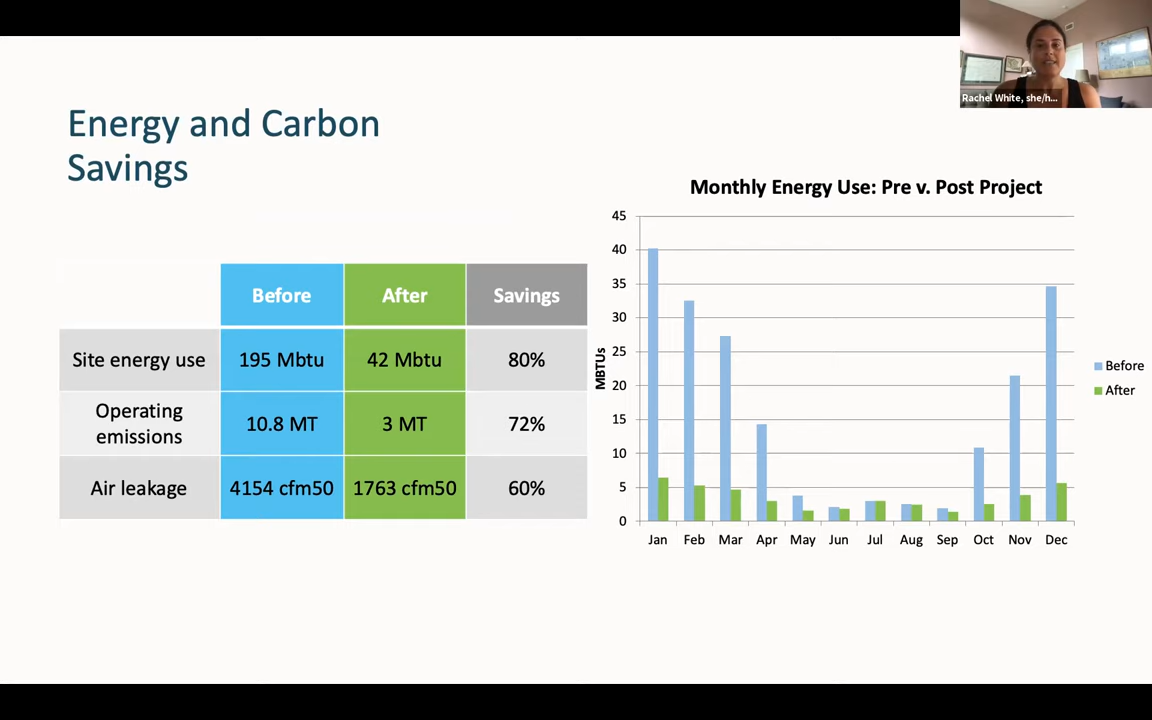 Rachel White, she/h...
Energy and Carbon
Savings
Before After Savings
Site energy use 195 Mbtu 42 Mbtu 80%
Operating
emissions 10.8 MT 3 MT 72%
Air leakage 4154 cfm50 1763 cfm50 60%
Monthly Energy Use: Pre v. Post Project
MBTUs
45
40
35
30
25
20
15
10
5
0
Jan Feb Mar Apr May Jun Jul Aug Sep Oct Nov Dec
Before
After